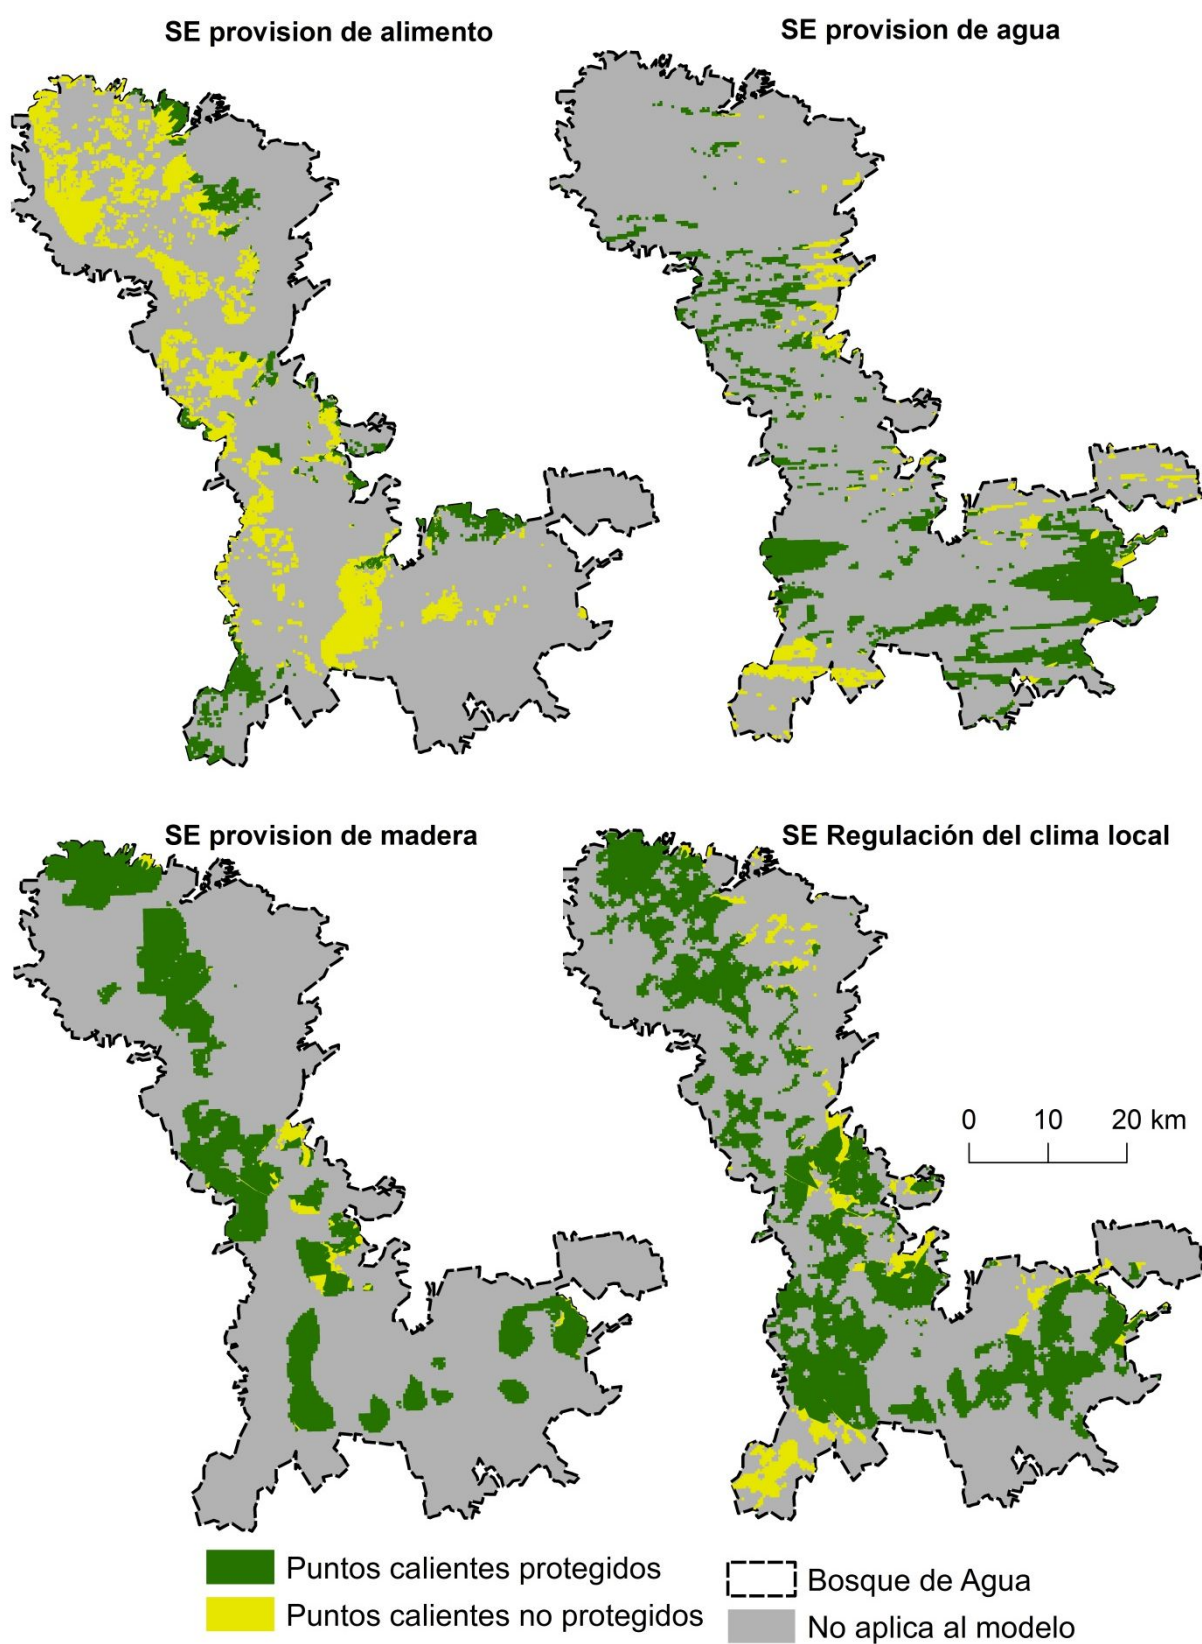 SE provision de alimento
SE provision de agua
SE provision de madera
SE Regulación del clima local
0 10 20 km
Puntos calientes protegidos
Puntos calientes no protegidos
Bosque de Agua
No aplica al modelo